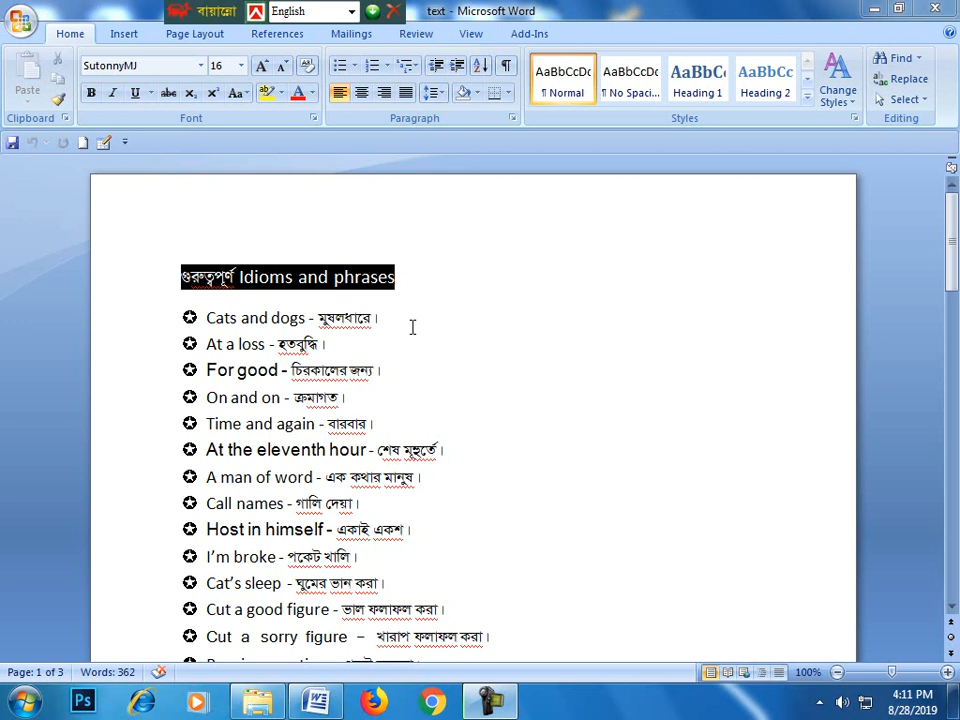 বায়ান্নো English text - Microsoft Word
Home Insert Page Layout References Mailings Review View Add-Ins
SutonnyMJ 16 Find
AaBbCcDc AaBbCcDc AaBbC AaBbCc Replace
Paste B I U abc Aa Normal No Spaci... Heading 1 Heading 2 Change Styles Select
Clipboard Font Paragraph Styles Editing
গুরুত্বপূর্ণ Idioms and phrases
Cats and dogs - মুষলধারে।
At a loss - হতবুদ্ধি।
For good - চিরকালের জন্য।
On and on - ক্রমাগত।
Time and again - বারবার।
At the eleventh hour - শেষ মূহুর্তে।
A man of word - এক কথার মানুষ।
Call names - গালি দেয়া।
Host in himself - একাই একশ।
I'm broke - পকেট খালি।
Cat's sleep - ঘুমের ভান করা।
Cut a good figure - ভাল ফলাফল করা।
Cut a sorry figure – খারাপ ফলাফল করা।
Page: 1 of 3 Words: 362 100%
Ps 4:11 PM
8/28/2019